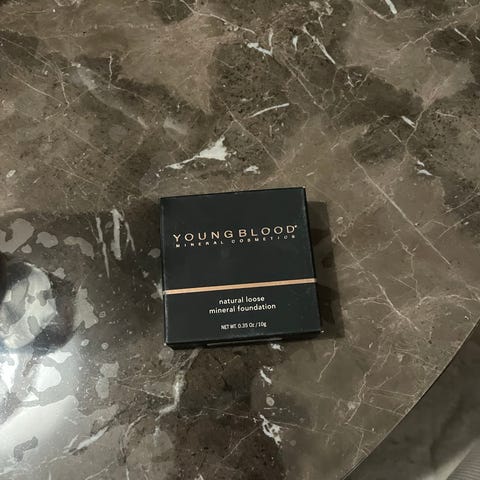 YOUNGBLOOD®
MINERAL COSMETICS
natural loose
mineral foundation
NET WT. 0.35 Oz / 10g